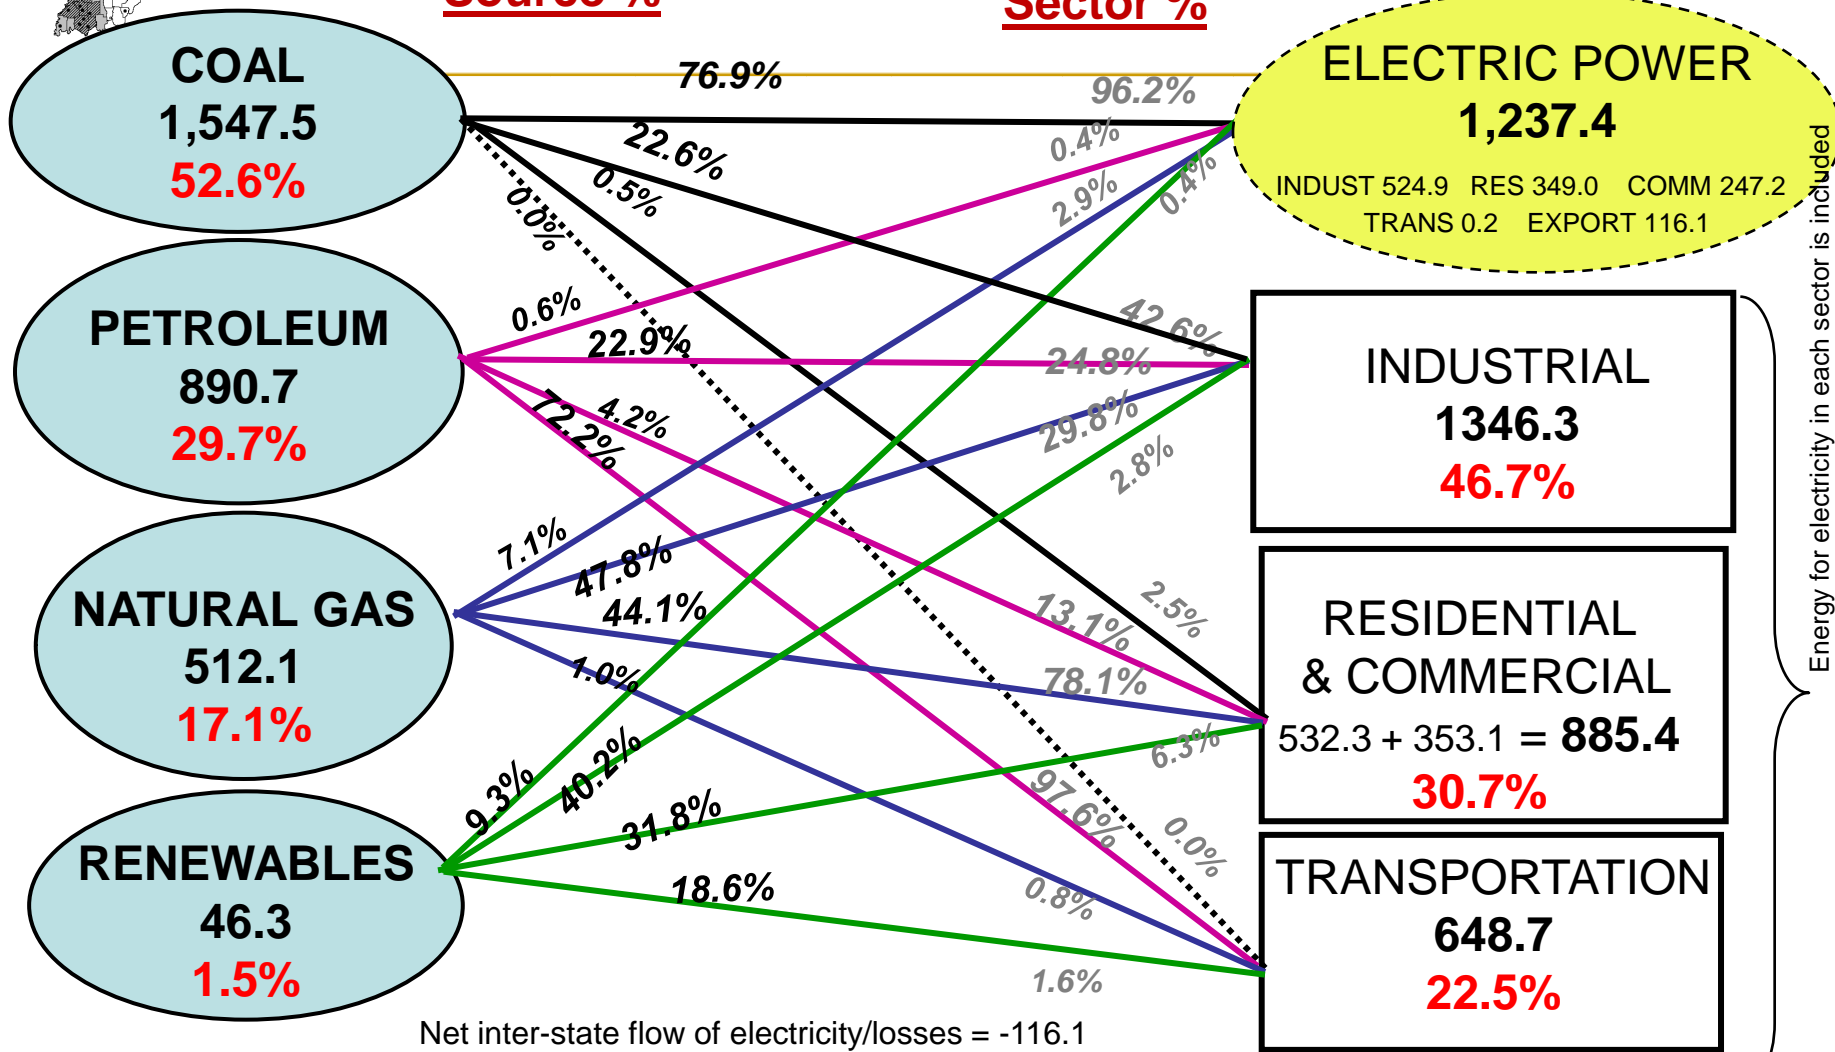 Source %
Sector %
COAL
1,547.5
52.6%
PETROLEUM
890.7
29.7%
NATURAL GAS
512.1
17.1%
RENEWABLES
46.3
1.5%
76.9%
22.6%
0.5%
0.0%
0.6%
22.9%
4.2%
72.2%
7.1%
47.8%
44.1%
1.0%
9.3%
40.2%
31.8%
18.6%
96.2%
0.4%
2.9%
0.4%
42.6%
24.8%
29.8%
2.8%
2.5%
13.1%
78.1%
6.3%
97.6%
0.0%
0.8%
1.6%
ELECTRIC POWER
1,237.4
INDUST 524.9 RES 349.0 COMM 247.2
TRANS 0.2 EXPORT 116.1
INDUSTRIAL
1346.3
46.7%
RESIDENTIAL
& COMMERCIAL
532.3 + 353.1 = 885.4
30.7%
TRANSPORTATION
648.7
22.5%
Energy for electricity in each sector is included
Net inter-state flow of electricity/losses = -116.1